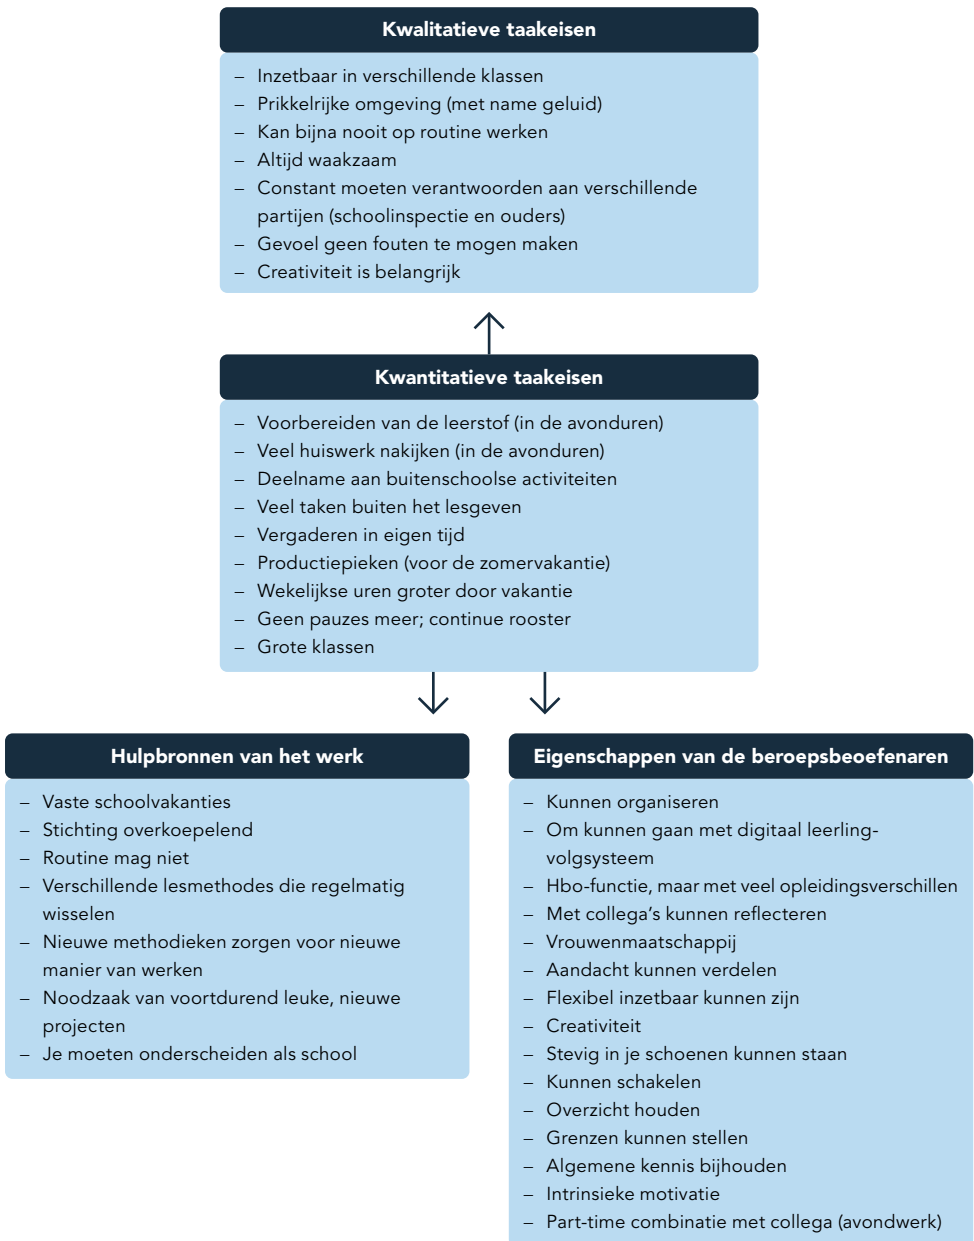 Kwalitatieve taakeisen
– Inzetbaar in verschillende klassen
– Prikkelrijke omgeving (met name geluid)
– Kan bijna nooit op routine werken
– Altijd waakzaam
– Constant moeten verantwoorden aan verschillende
partijen (schoolinspectie en ouders)
– Gevoel geen fouten te mogen maken
– Creativiteit is belangrijk
Kwantitatieve taakeisen
– Voorbereiden van de leerstof (in de avonduren)
– Veel huiswerk nakijken (in de avonduren)
– Deelname aan buitenschoolse activiteiten
– Veel taken buiten het lesgeven
– Vergaderen in eigen tijd
– Productiepieken (voor de zomervakantie)
– Wekelijkse uren groter door vakantie
– Geen pauzes meer; continue rooster
– Grote klassen
Hulpbronnen van het werk
– Vaste schoolvakanties
– Stichting overkoepelend
– Routine mag niet
– Verschillende lesmethodes die regelmatig
wisselen
– Nieuwe methodieken zorgen voor nieuwe
manier van werken
– Noodzaak van voortdurend leuke, nieuwe
projecten
– Je moeten onderscheiden als school
Eigenschappen van de beroepsbeoefenaren
– Kunnen organiseren
– Om kunnen gaan met digitaal leerling-
volgsysteem
– Hbo-functie, maar met veel opleidingsverschillen
– Met collega’s kunnen reflecteren
– Vrouwenmaatschappij
– Aandacht kunnen verdelen
– Flexibel inzetbaar kunnen zijn
– Creativiteit
– Stevig in je schoenen kunnen staan
– Kunnen schakelen
– Overzicht houden
– Grenzen kunnen stellen
– Algemene kennis bijhouden
– Intrinsieke motivatie
– Part-time combinatie met collega (avondwerk)